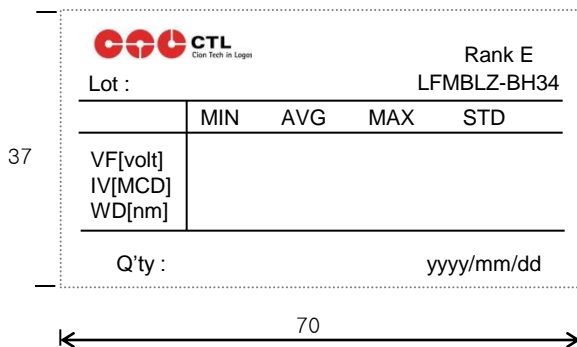 CTL
Cion Tech in Logos
Rank E
Lot : LFMBLZ-BH34
MIN AVG MAX STD
37
VF[volt]
IV[MCD]
WD[nm]
Q'ty : yyyy/mm/dd
70